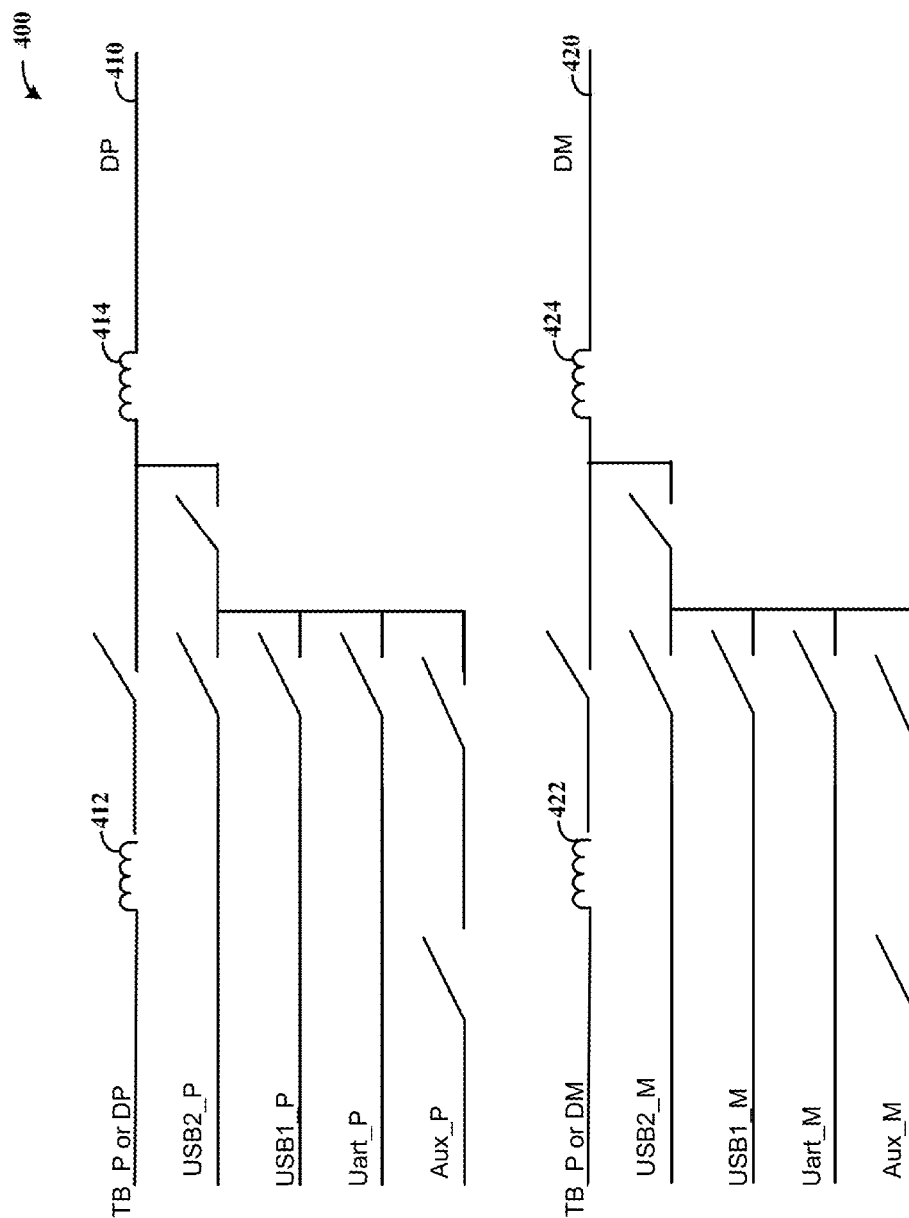 400
410
DP
414
412
TB_P or DP
USB2_P
USB1_P
Uart_P
Aux_P
420
DM
424
422
TB_P or DM
USB2_M
USB1_M
Uart_M
Aux_M